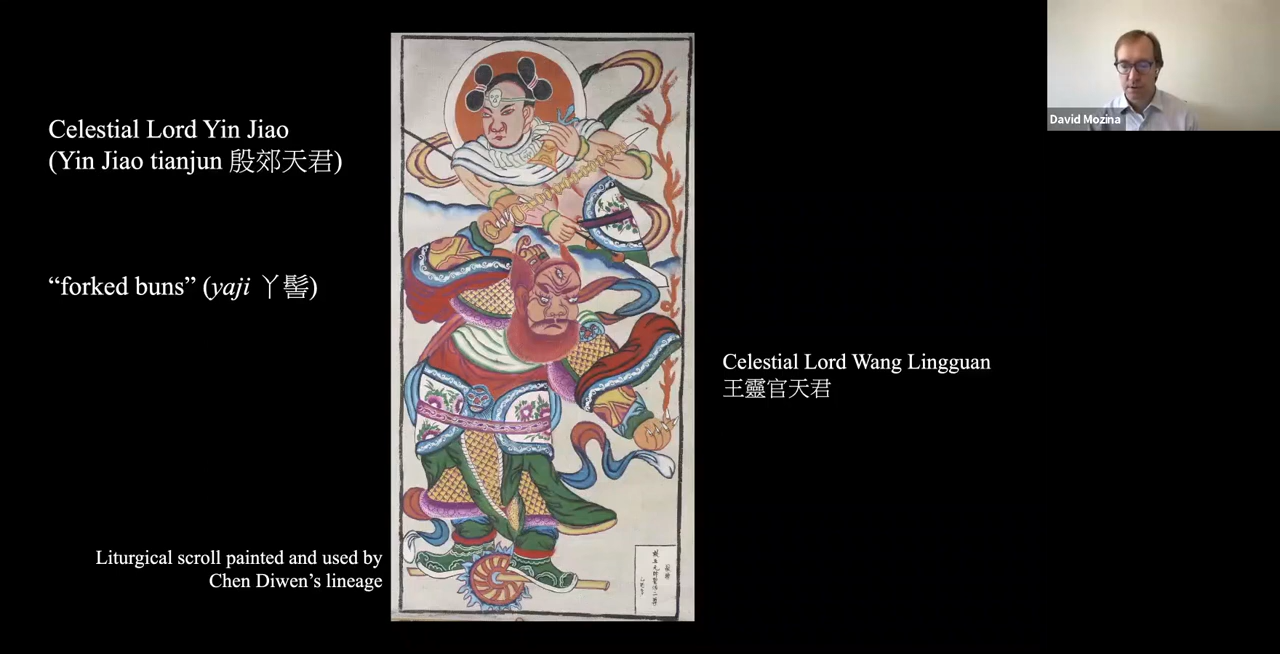 Celestial Lord Yin Jiao
(Yin Jiao tianjun 殷郊天君)
“forked buns” (yaji 丫髻)
Liturgical scroll painted and used by
Chen Diwen’s lineage
Celestial Lord Wang Lingguan
王靈官天君
David Mozina